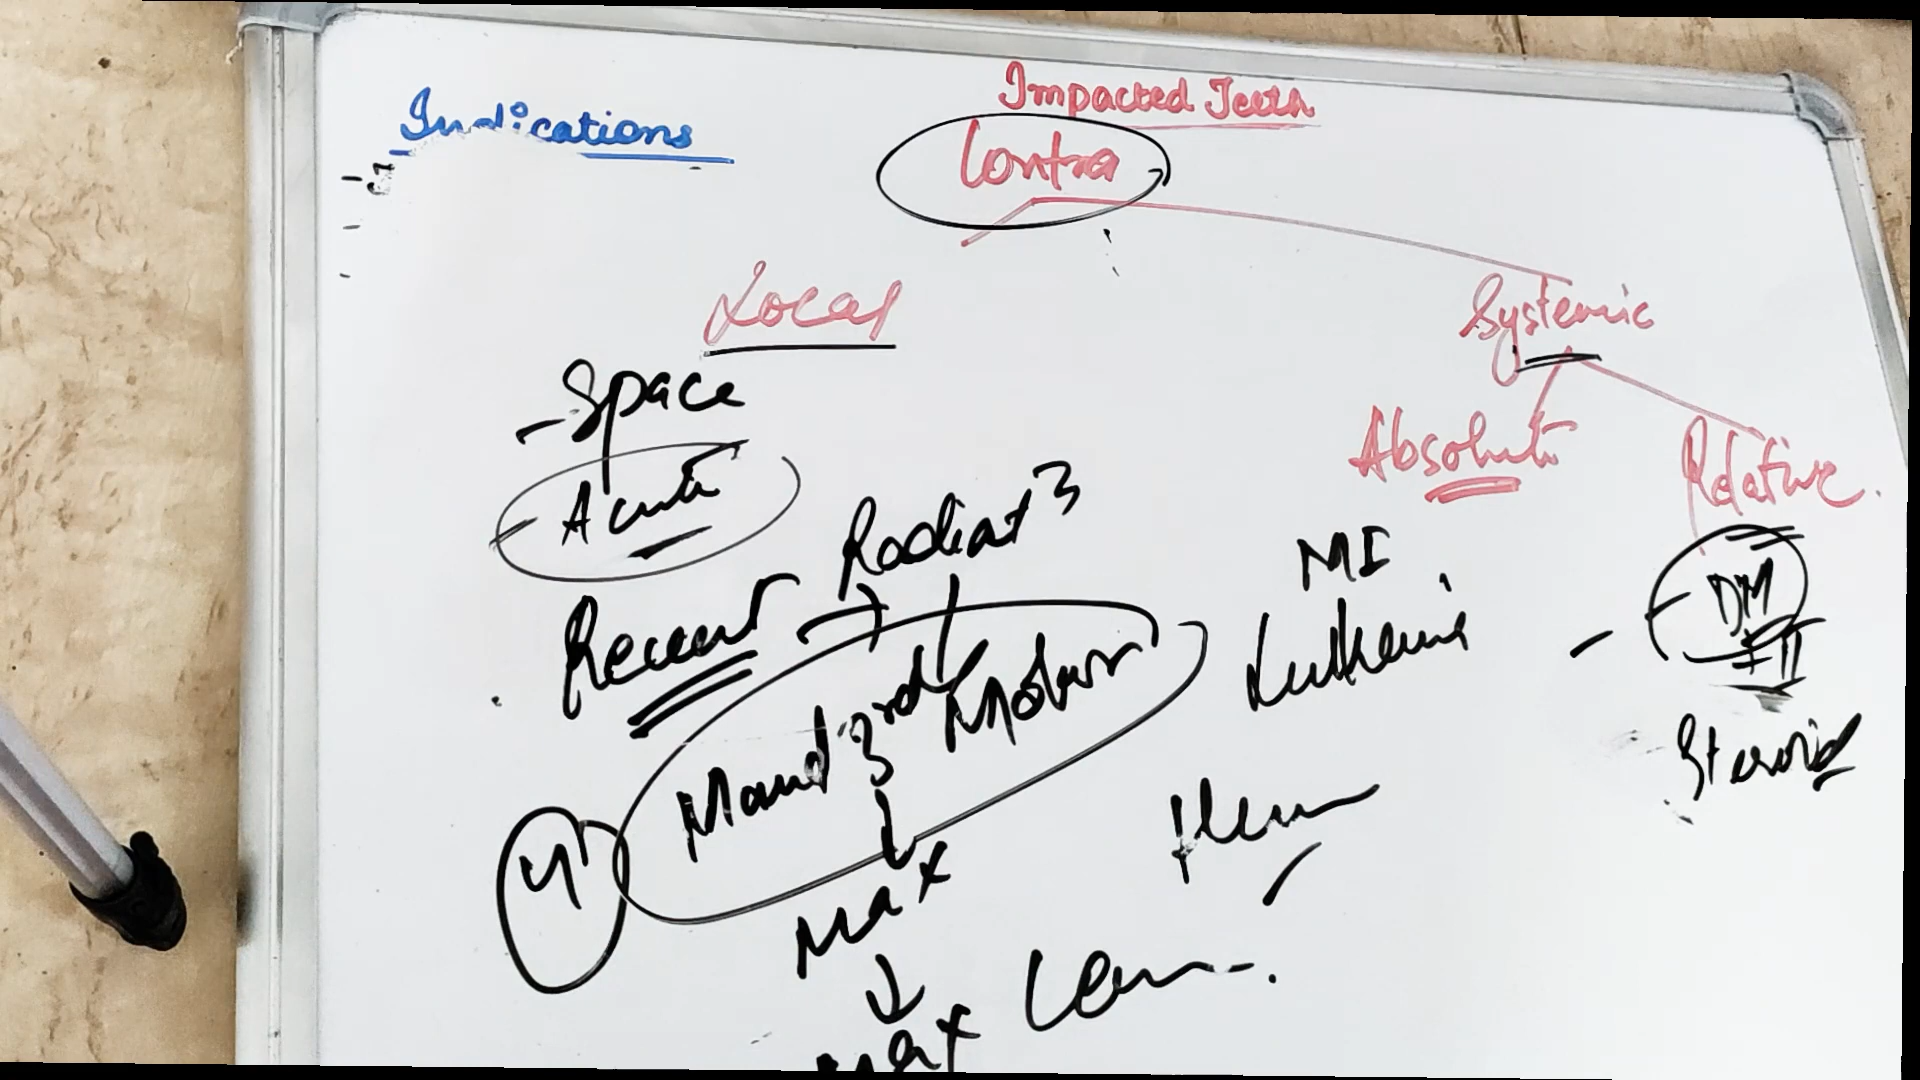 Impacted Teeth
Indications
Contra
Local
Systemic
- Space
Absolute
Relative.
- Acute
Radiat
MI
- DM
Recent
Mand 3rd Molar
Steroid
Max
Max